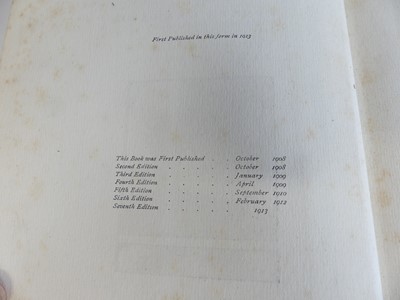 First Published in this form in 1913
This Book was First Published . . October 1908
Second Edition . . . . . October 1908
Third Edition . . . . . January 1909
Fourth Edition . . . . . April 1909
Fifth Edition . . . . . September 1910
Sixth Edition . . . . . February 1912
Seventh Edition . . . . . 1913